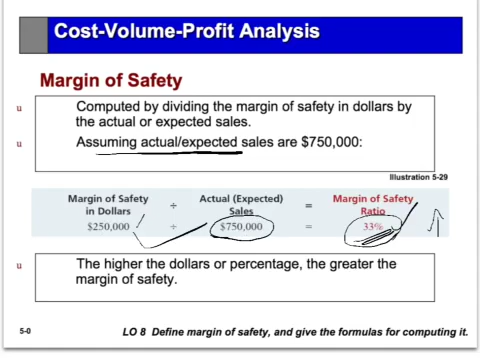 Cost-Volume-Profit Analysis
Margin of Safety
u Computed by dividing the margin of safety in dollars by
the actual or expected sales.
u Assuming actual/expected sales are $750,000:
Illustration 5-29
Margin of Safety Actual (Expected) Margin of Safety
in Dollars ÷ Sales = Ratio
$250,000 ÷ $750,000 = 33%
u The higher the dollars or percentage, the greater the
margin of safety.
5-0 LO 8 Define margin of safety, and give the formulas for computing it.